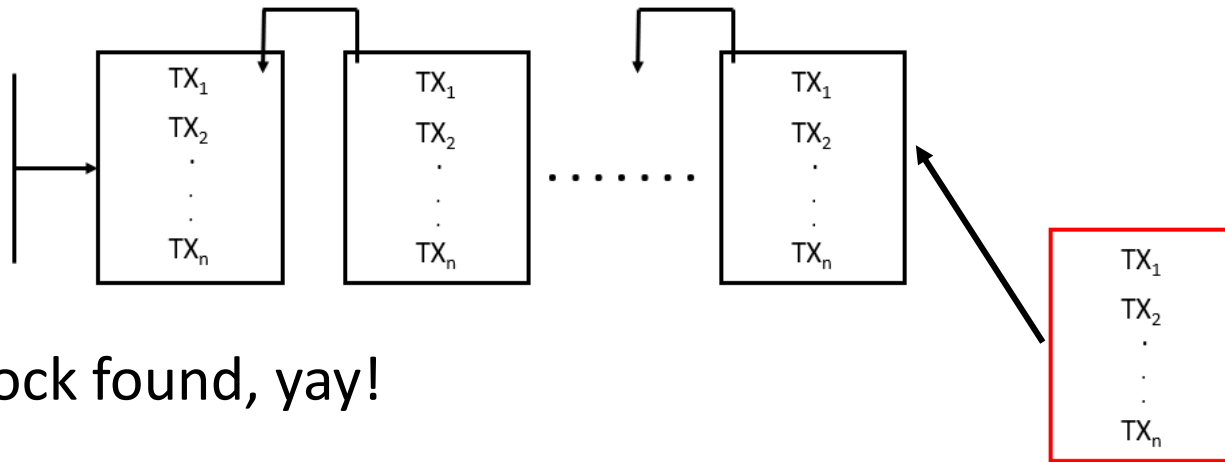 TX₁
TX₂
.
.
.
TXₙ
TX₁
TX₂
.
.
.
TXₙ
.......
TX₁
TX₂
.
.
.
TXₙ
TX₁
TX₂
.
.
.
TXₙ
ock found, yay!